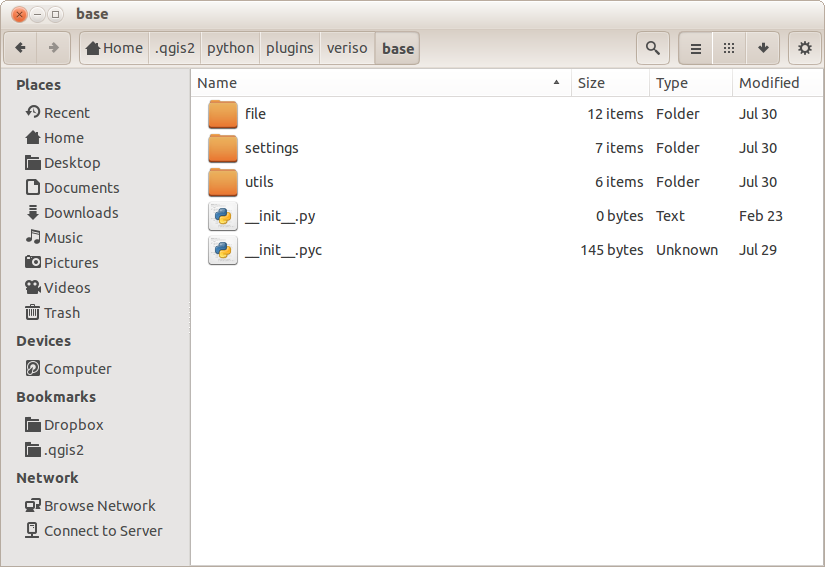 base
Home .qgis2 python plugins veriso base
Places
Recent
Home
Desktop
Documents
Downloads
Music
Pictures
Videos
Trash
Devices
Computer
Bookmarks
Dropbox
.qgis2
Network
Browse Network
Connect to Server
Name Size Type Modified
file 12 items Folder Jul 30
settings 7 items Folder Jul 30
utils 6 items Folder Jul 30
__init__.py 0 bytes Text Feb 23
__init__.pyc 145 bytes Unknown Jul 29